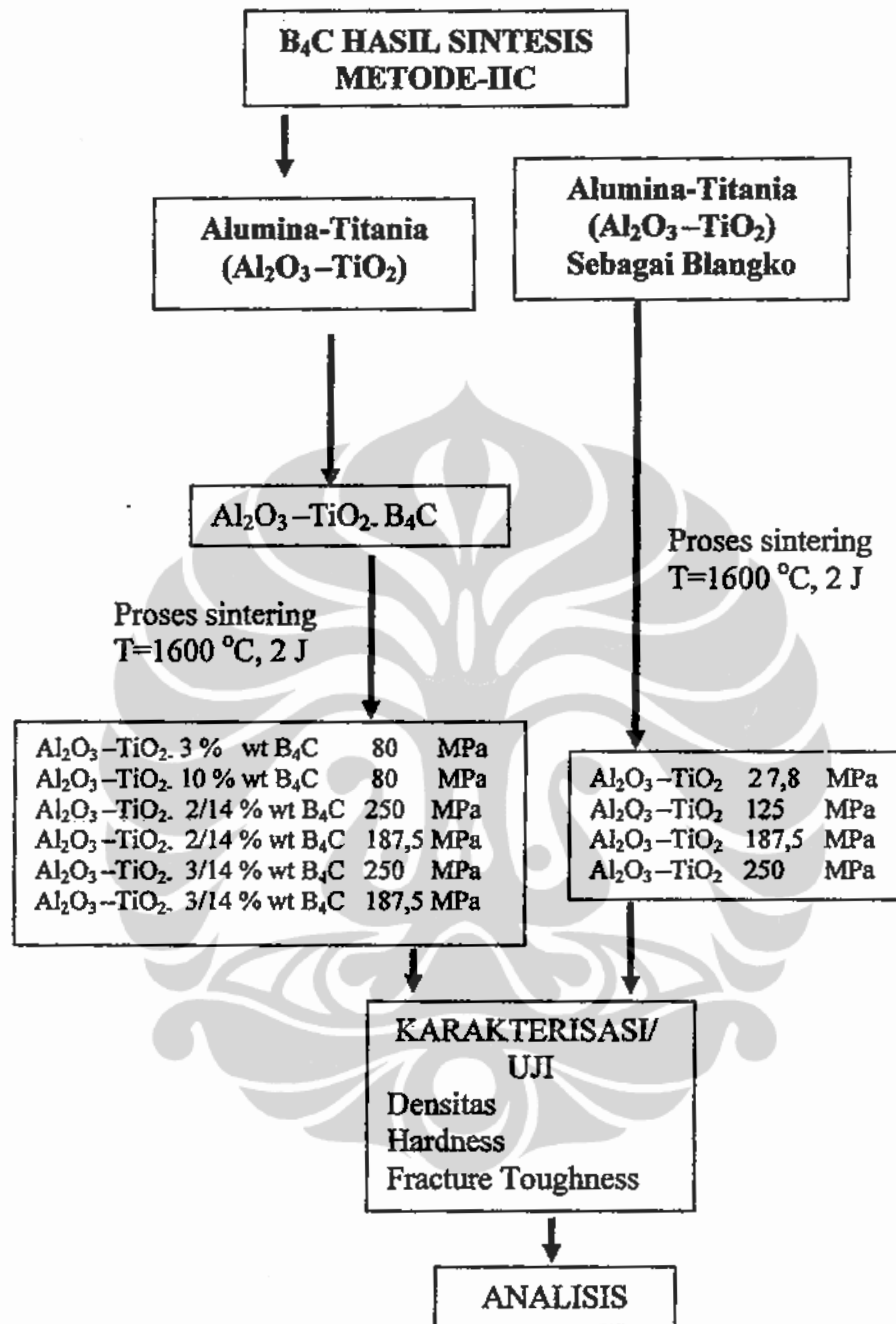 B₄C HASIL SINTESIS
METODE-IIC
Alumina-Titania
(Al₂O₃–TiO₂)
Alumina-Titania
(Al₂O₃–TiO₂)
Sebagai Blangko
Al₂O₃–TiO₂- B₄C
Proses sintering
T=1600 °C, 2 J
Proses sintering
T=1600 °C, 2 J
Al₂O₃–TiO₂- 3 % wt B₄C 80 MPa
Al₂O₃–TiO₂- 10 % wt B₄C 80 MPa
Al₂O₃–TiO₂- 2/14 % wt B₄C 250 MPa
Al₂O₃–TiO₂- 2/14 % wt B₄C 187,5 MPa
Al₂O₃–TiO₂- 3/14 % wt B₄C 250 MPa
Al₂O₃–TiO₂- 3/14 % wt B₄C 187,5 MPa
Al₂O₃–TiO₂ 27,8 MPa
Al₂O₃–TiO₂ 125 MPa
Al₂O₃–TiO₂ 187,5 MPa
Al₂O₃–TiO₂ 250 MPa
KARAKTERISASI/
UJI
Densitas
Hardness
Fracture Toughness
ANALISIS